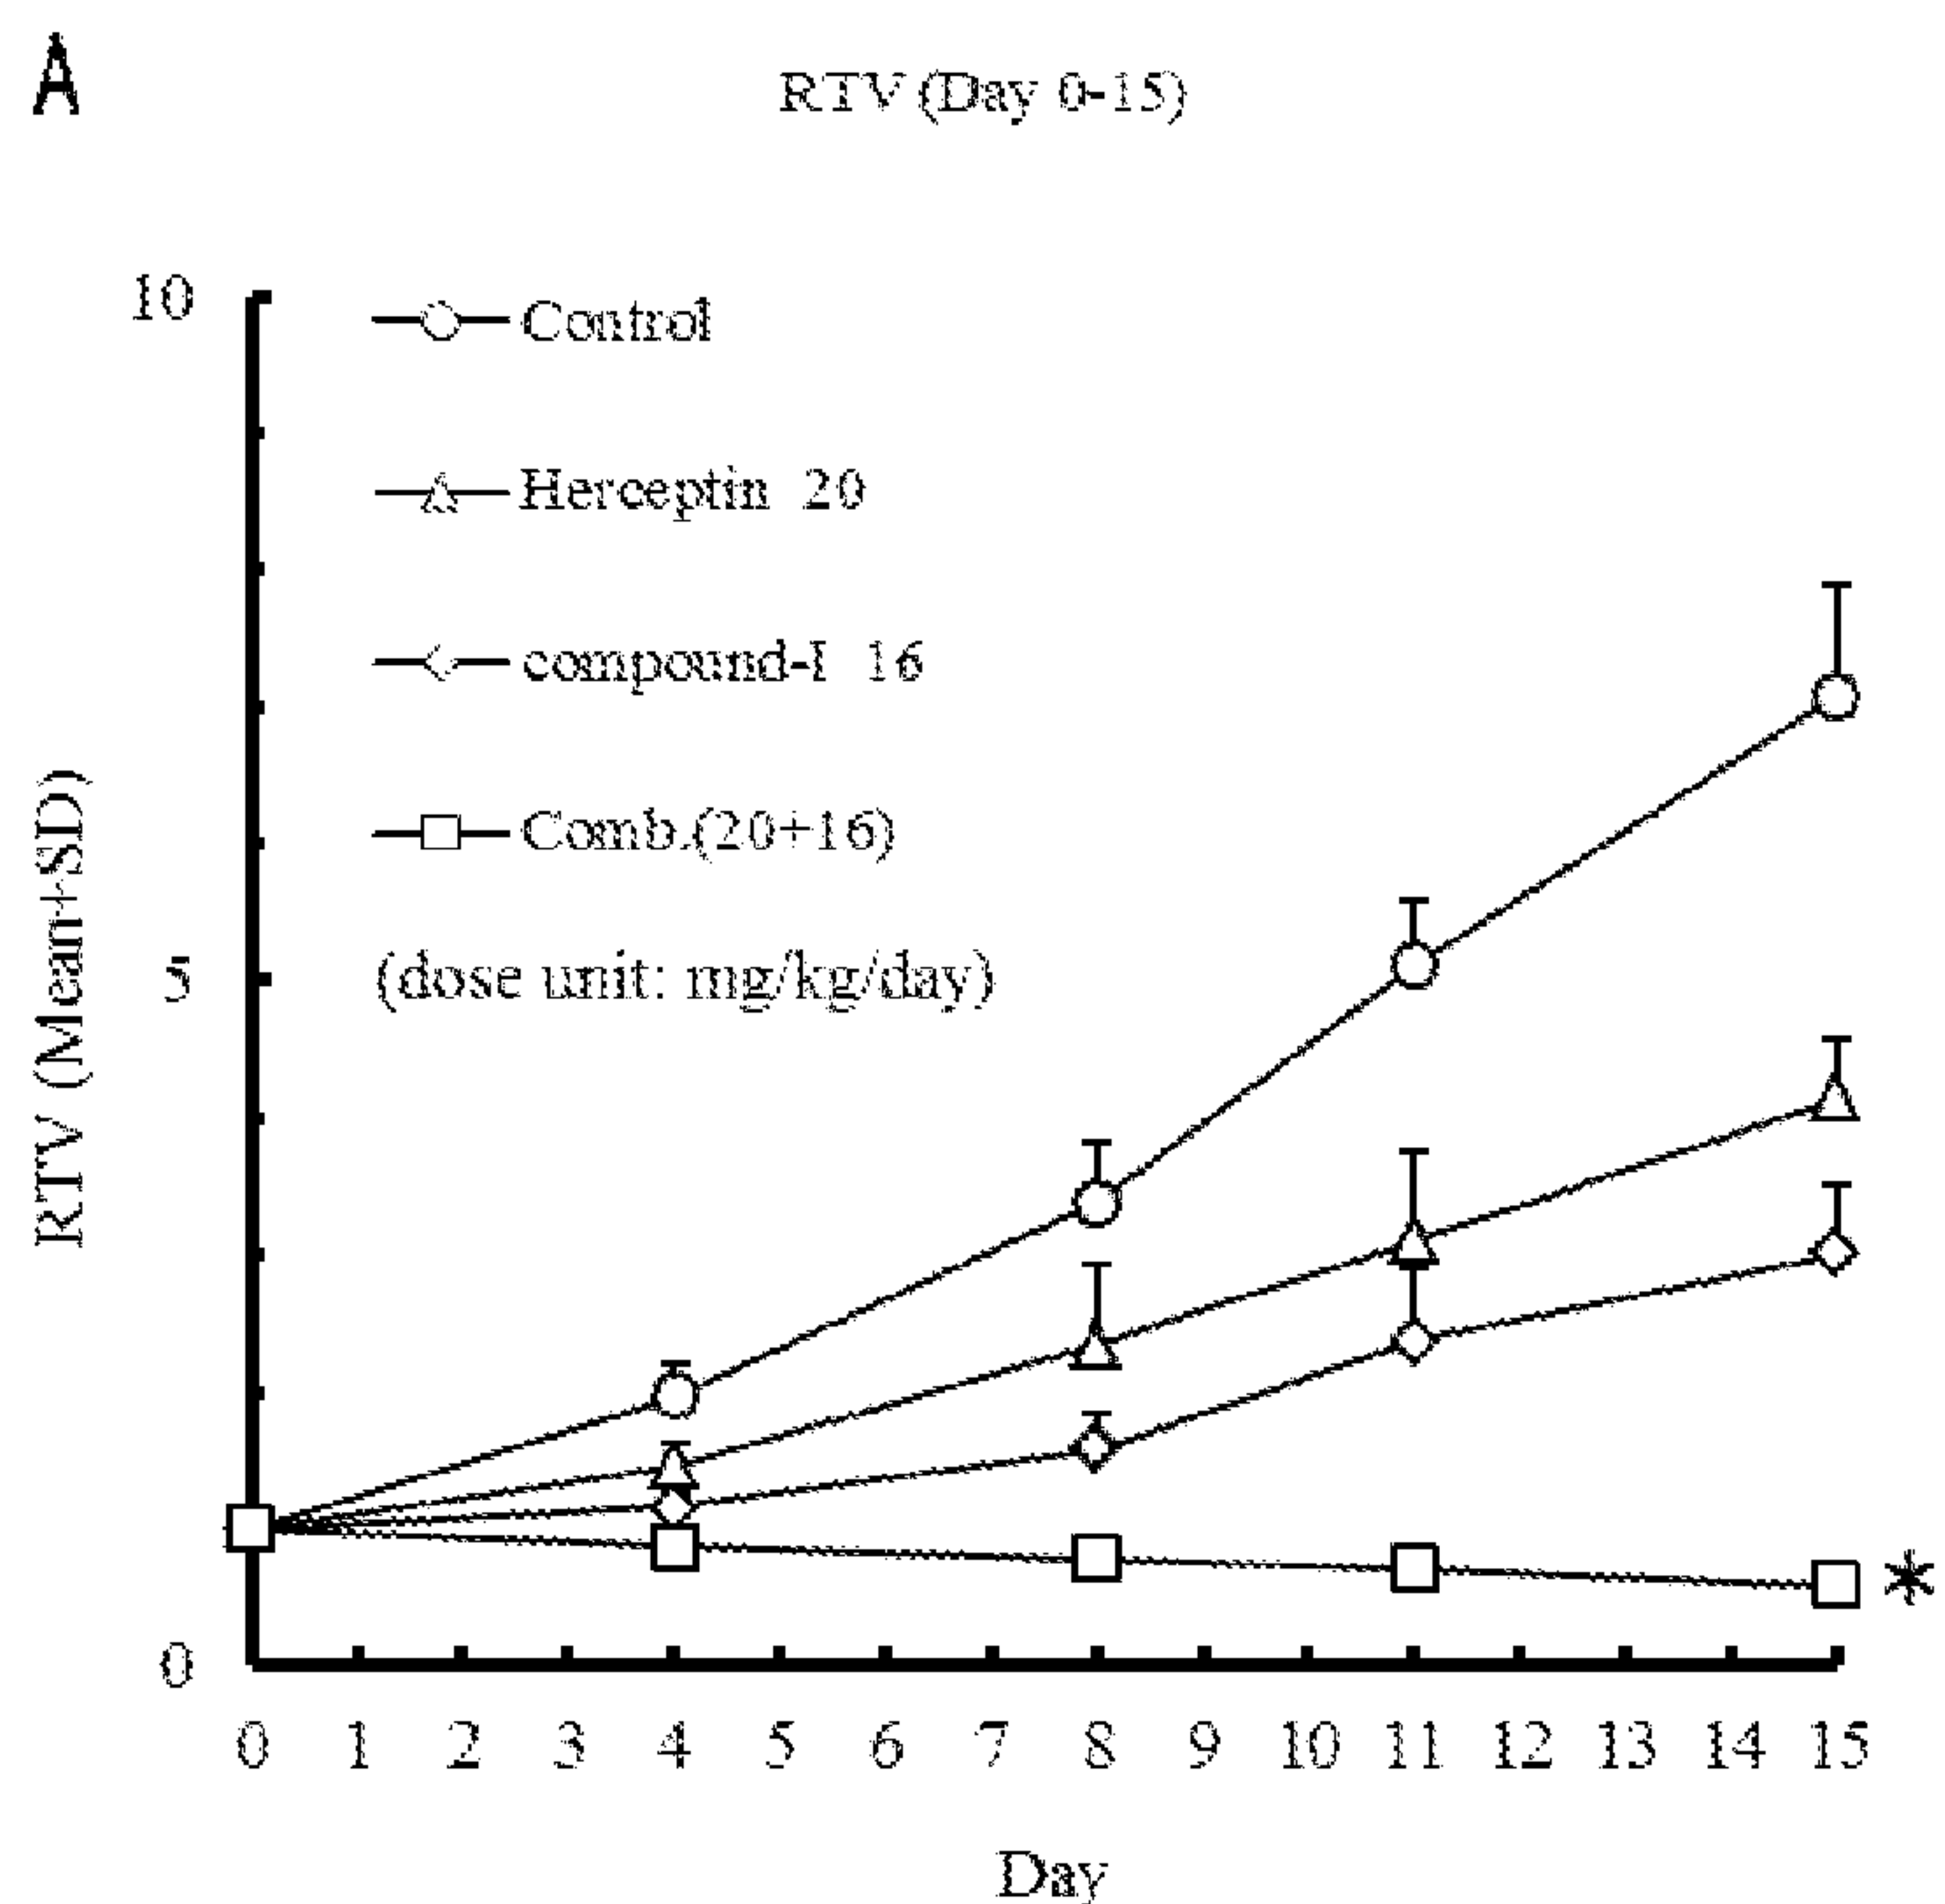 A
RTV (Day 0-15)
10
Control
Herceptin 20
compound-I 16
Comb.(20+16)
5
(dose unit: mg/kg/day)
RTV (Mean+SD)
0
*
0 1 2 3 4 5 6 7 8 9 10 11 12 13 14 15
Day